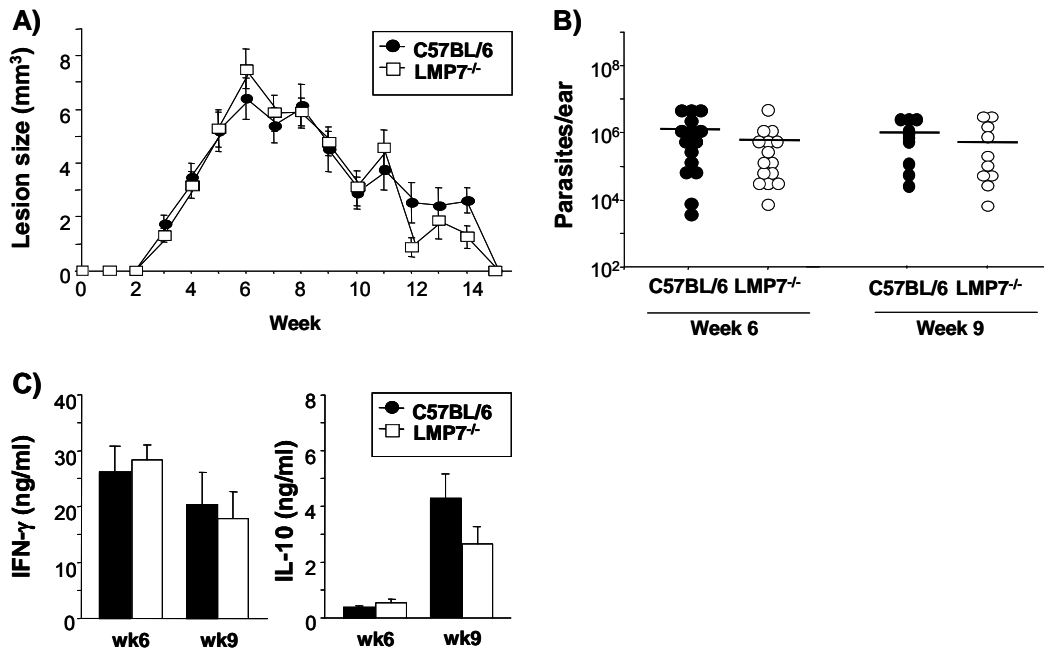 A)
Lesion size (mm³)
8
6
4
2
0
0 2 4 6 8 10 12 14
Week
C57BL/6
LMP7⁻/⁻
B)
Parasites/ear
10⁸
10⁶
10⁴
10²
C57BL/6 LMP7⁻/⁻
Week 6
C57BL/6 LMP7⁻/⁻
Week 9
C)
IFN-γ (ng/ml)
40
30
20
10
0
wk6 wk9
IL-10 (ng/ml)
8
6
4
2
0
wk6 wk9
C57BL/6
LMP7⁻/⁻